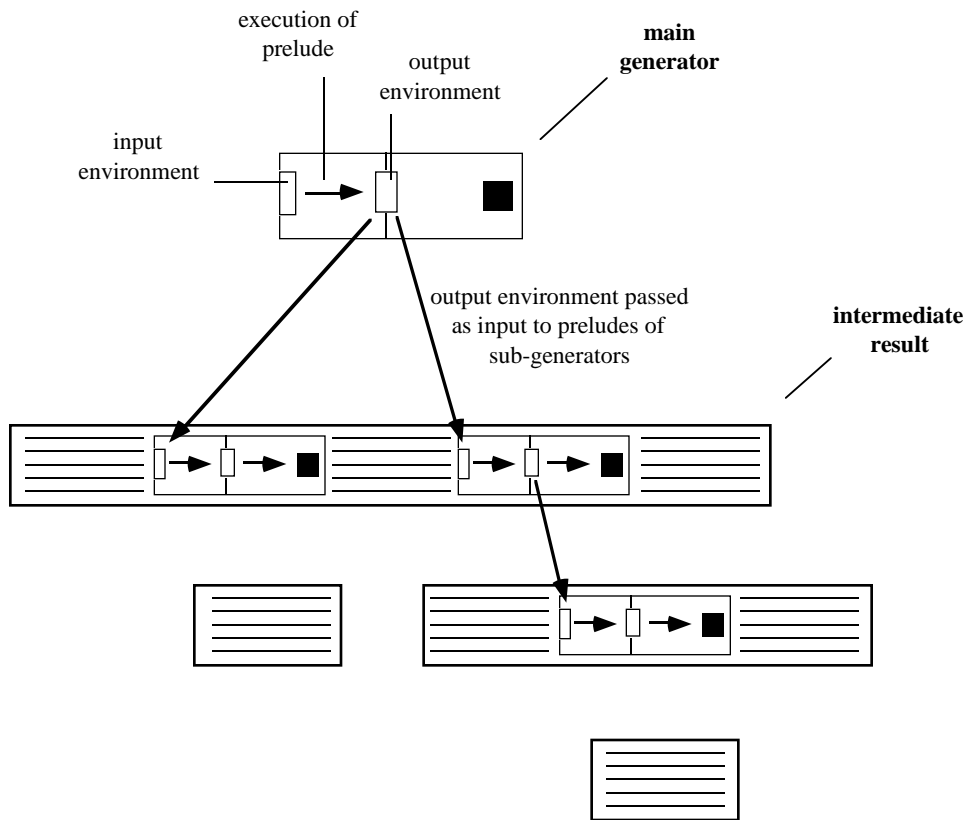 execution of
prelude
main
generator
output
environment
input
environment
output environment passed
as input to preludes of
sub-generators
intermediate
result